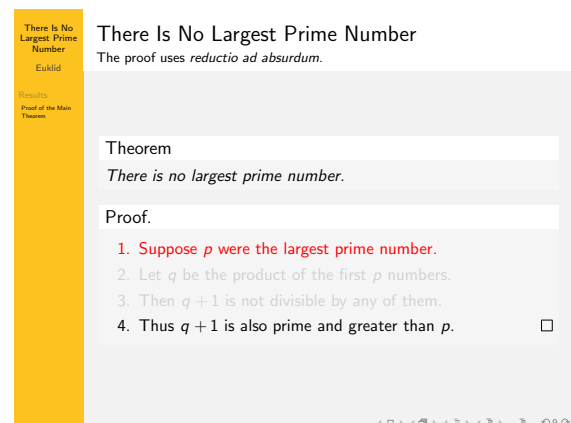 There Is No
Largest Prime
Number
Euklid
Results
Proof of the Main
Theorem
There Is No Largest Prime Number
The proof uses reductio ad absurdum.
Theorem
There is no largest prime number.
Proof.
1. Suppose p were the largest prime number.
2. Let q be the product of the first p numbers.
3. Then q + 1 is not divisible by any of them.
4. Thus q + 1 is also prime and greater than p.